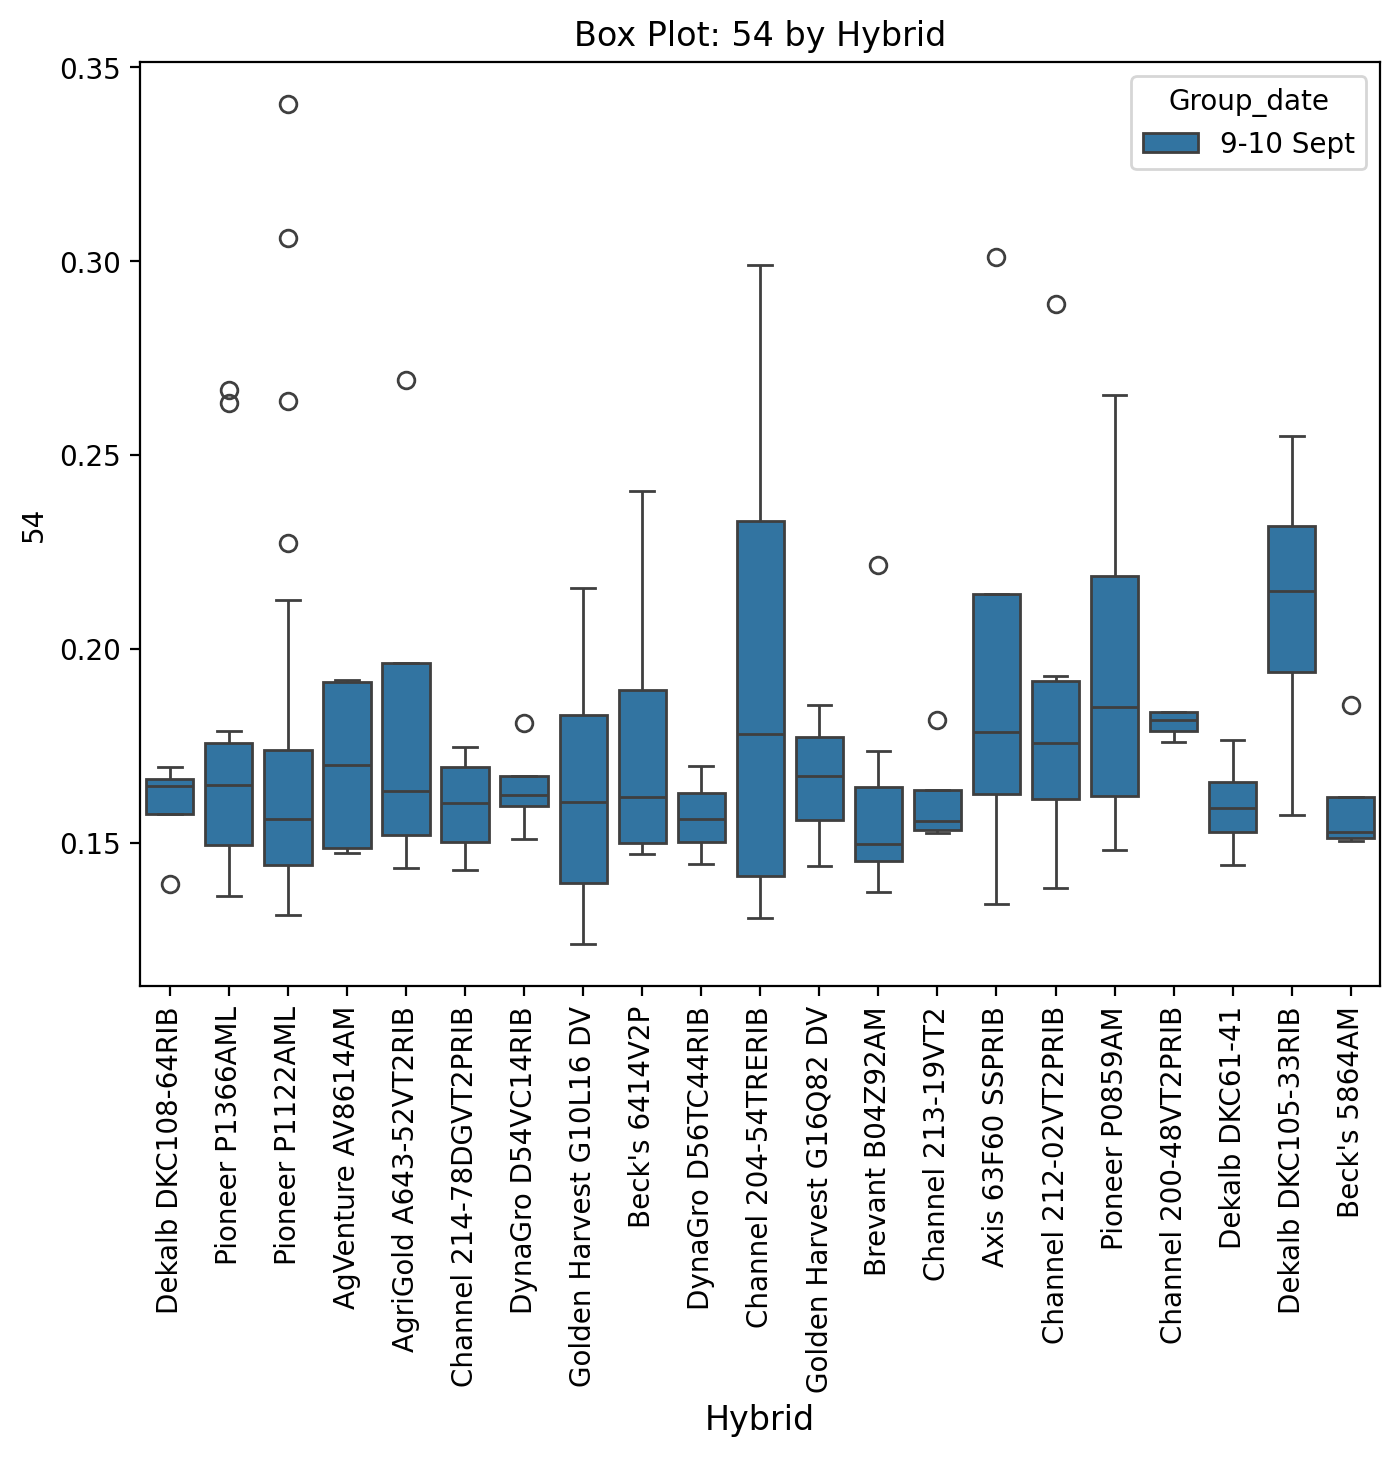 Box Plot: 54 by Hybrid
Group_date
9-10 Sept
0.35
0.30
0.25
0.20
0.15
54
Dekalb DKC108-64RIB
Pioneer P1366AML
Pioneer P1122AML
AgVenture AV8614AM
AgriGold A643-52VT2RIB
Channel 214-78DGVT2PRIB
DynaGro D54VC14RIB
Golden Harvest G10L16 DV
Beck's 6414V2P
DynaGro D56TC44RIB
Channel 204-54TRERIB
Golden Harvest G16Q82 DV
Brevant B04Z92AM
Channel 213-19VT2
Axis 63F60 SSPRIB
Channel 212-02VT2PRIB
Pioneer P0859AM
Channel 200-48VT2PRIB
Dekalb DKC61-41
Dekalb DKC105-33RIB
Beck's 5864AM
Hybrid